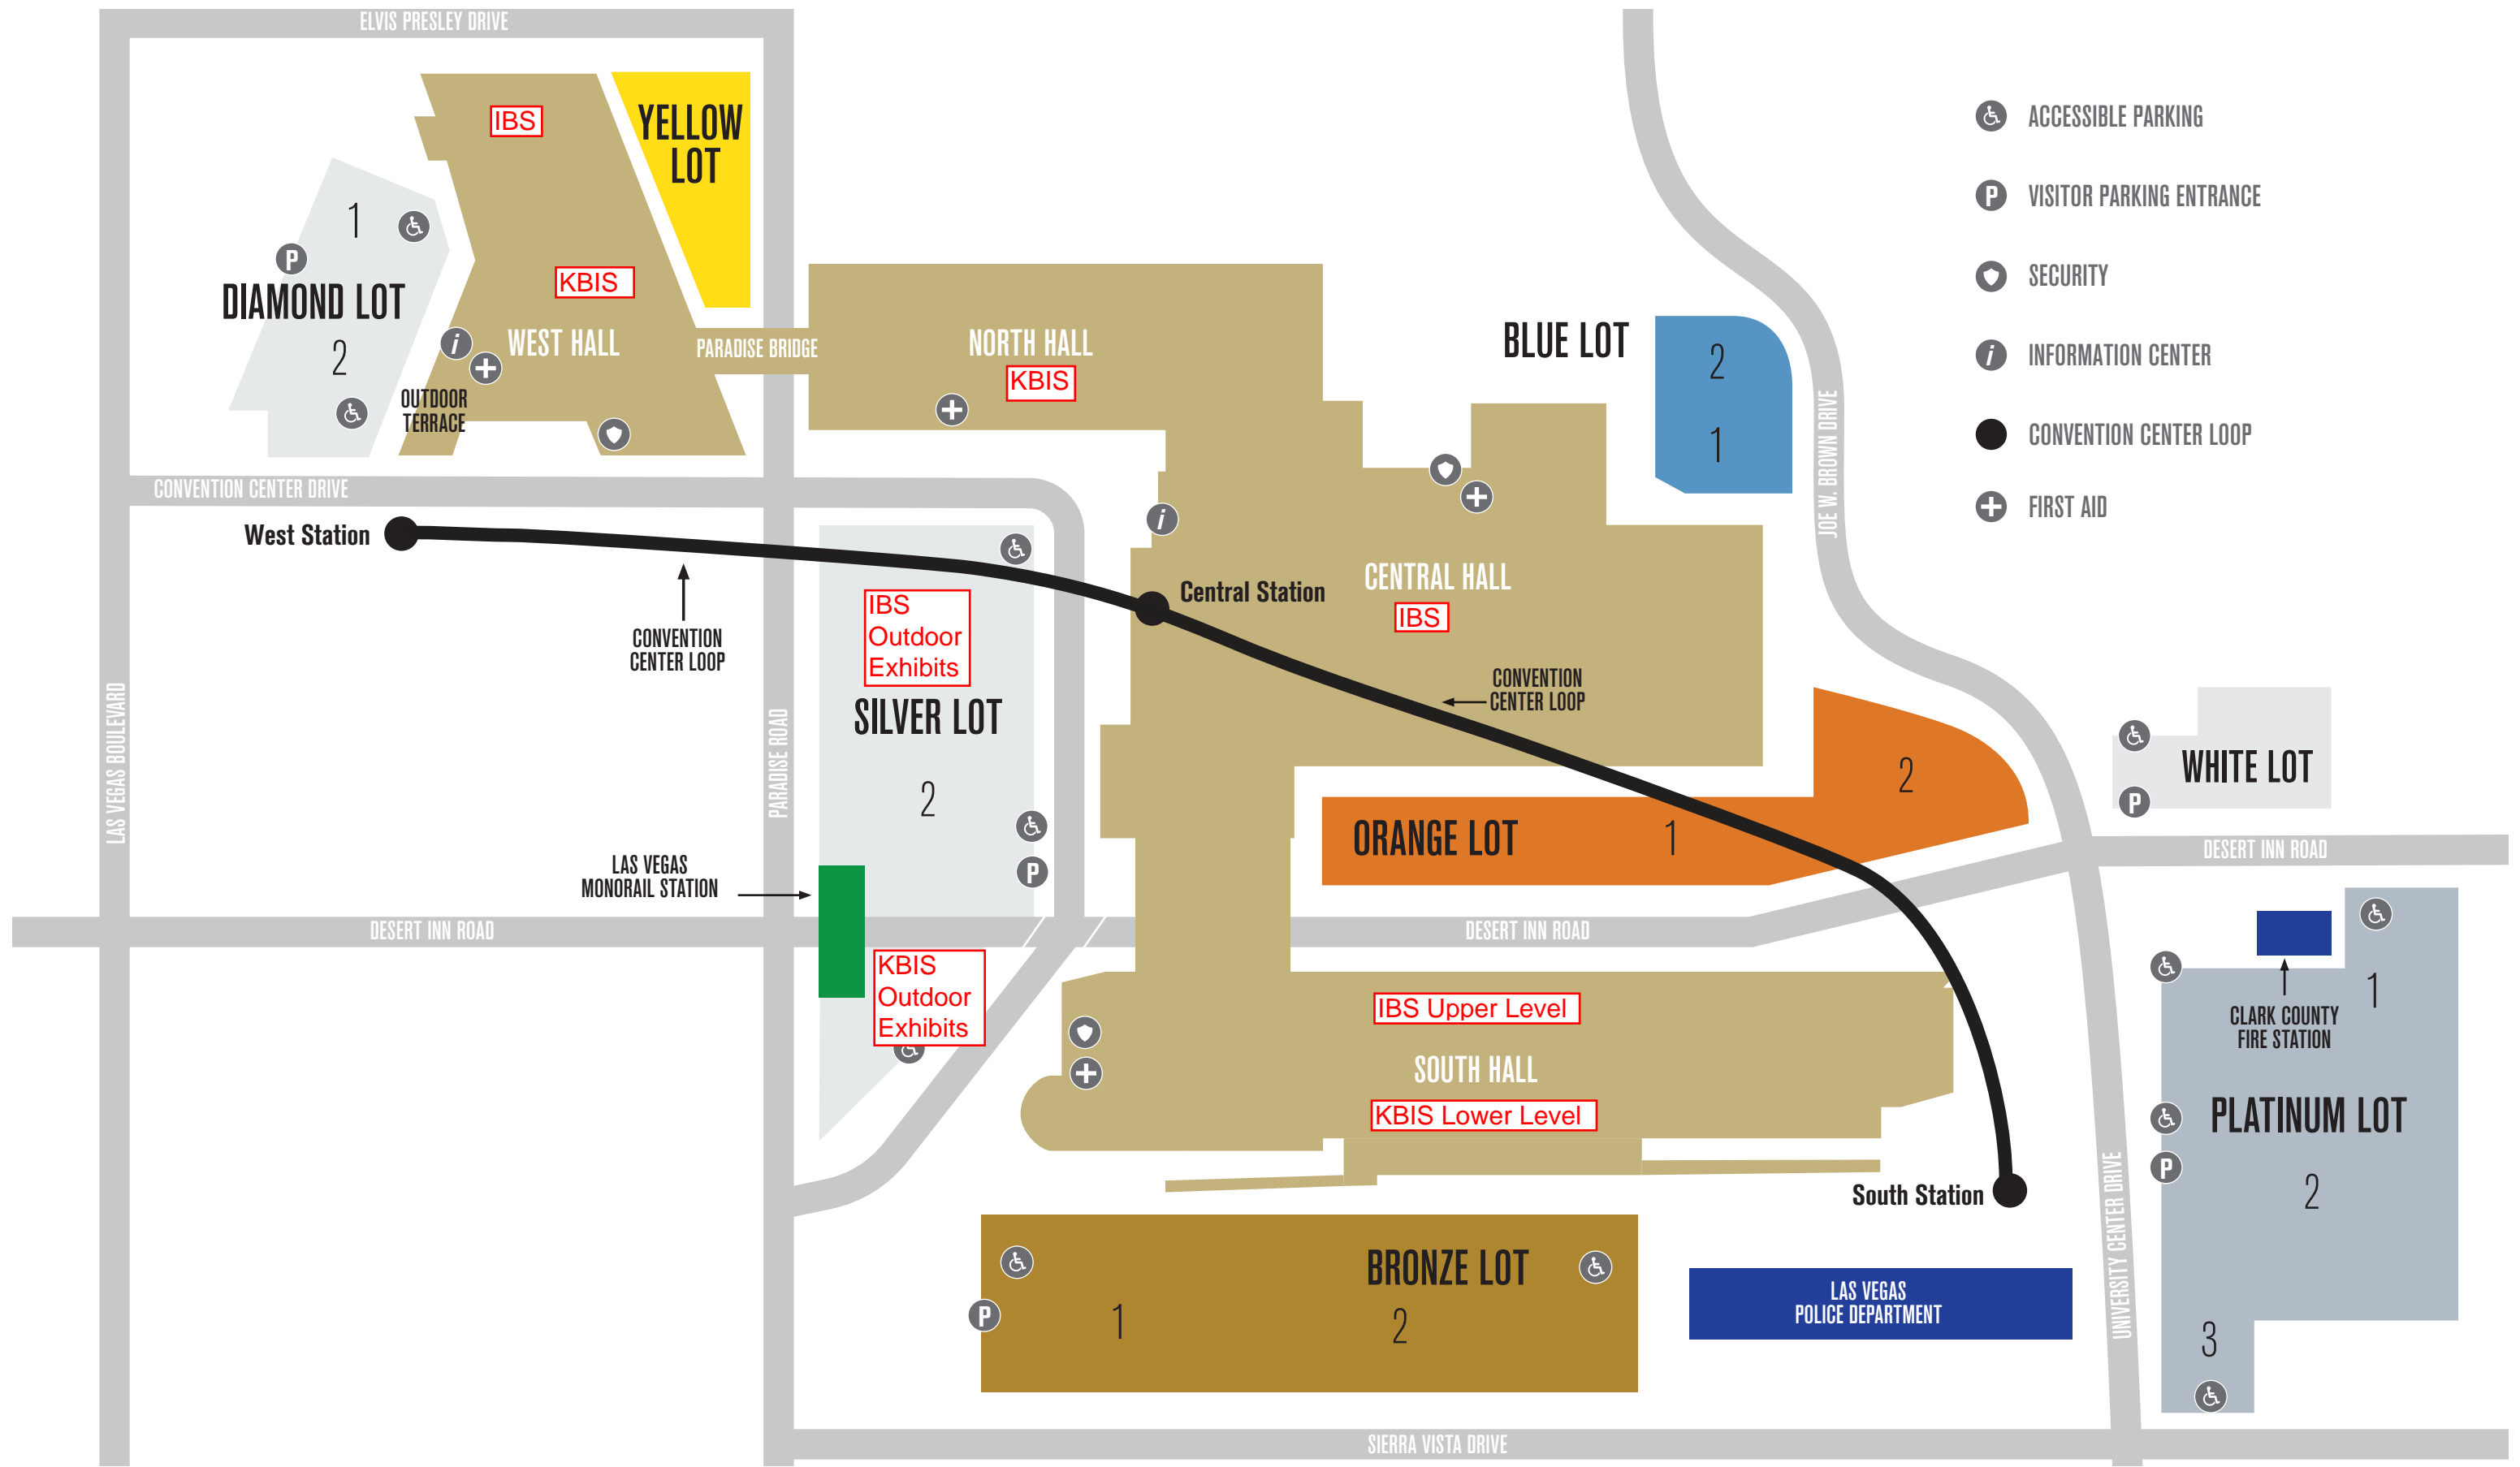 ELVIS PRESLEY DRIVE
IBS
YELLOW
LOT
1
P
DIAMOND LOT
2
KBIS
WEST HALL
i
OUTDOOR
TERRACE
PARADISE BRIDGE
NORTH HALL
KBIS
BLUE LOT
2
1
JOE W. BROWN DRIVE
ACCESSIBLE PARKING
P
VISITOR PARKING ENTRANCE
SECURITY
i
INFORMATION CENTER
CONVENTION CENTER LOOP
FIRST AID
CONVENTION CENTER DRIVE
West Station
CONVENTION
CENTER LOOP
i
IBS
Outdoor
Exhibits
SILVER LOT
2
P
Central Station
CENTRAL HALL
IBS
CONVENTION
CENTER LOOP
LAS VEGAS BOULEVARD
PARADISE ROAD
ORANGE LOT
1
2
WHITE LOT
P
DESERT INN ROAD
LAS VEGAS
MONORAIL STATION
DESERT INN ROAD
DESERT INN ROAD
KBIS
Outdoor
Exhibits
IBS Upper Level
SOUTH HALL
KBIS Lower Level
South Station
1
CLARK COUNTY
FIRE STATION
PLATINUM LOT
P
2
3
UNIVERSITY CENTER DRIVE
BRONZE LOT
P
1
2
LAS VEGAS
POLICE DEPARTMENT
SIERRA VISTA DRIVE